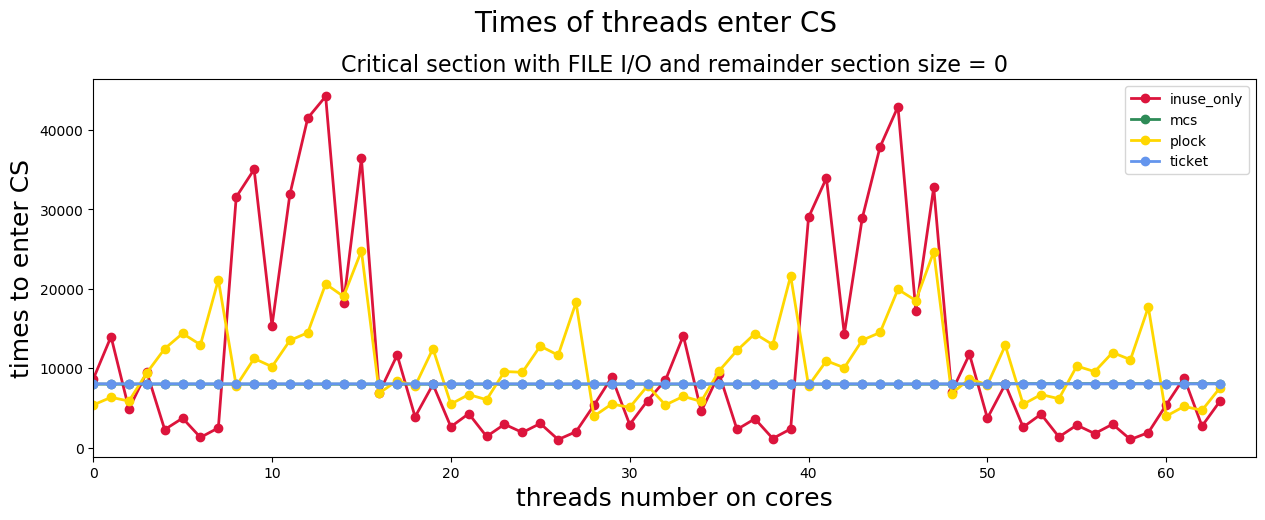 Times of threads enter CS
Critical section with FILE I/O and remainder section size = 0
inuse_only
mcs
plock
ticket
times to enter CS
40000
30000
20000
10000
0
0 10 20 30 40 50 60
threads number on cores